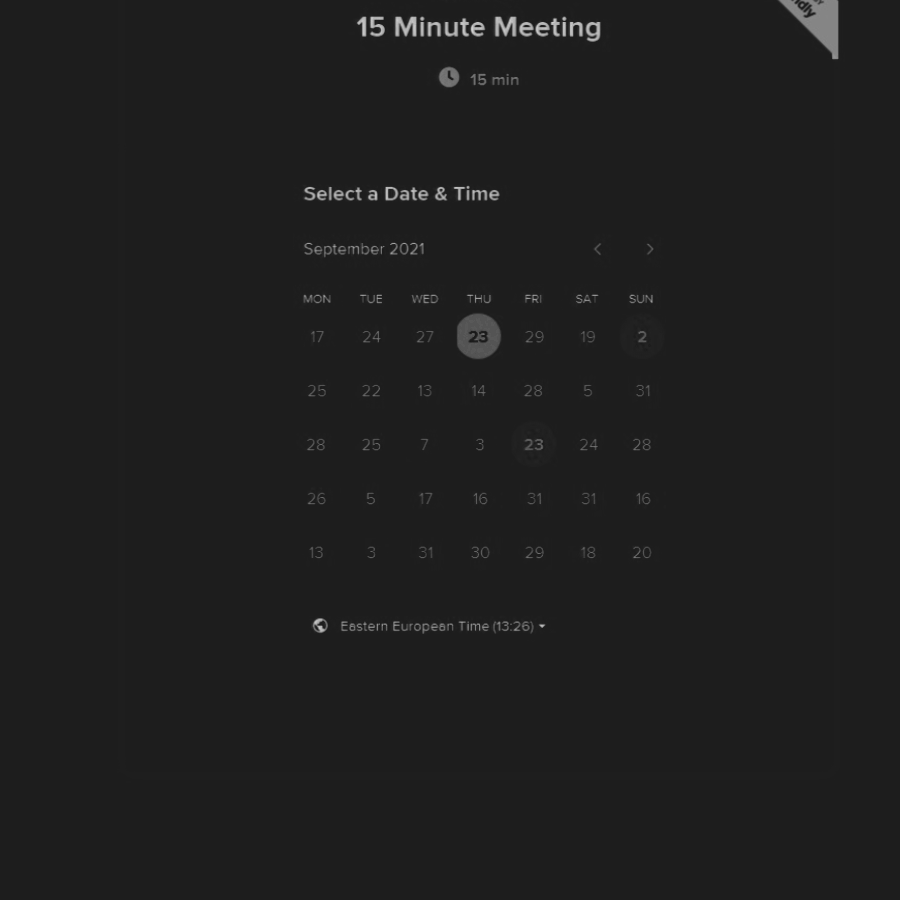 15 Minute Meeting
15 min
Select a Date & Time
September 2021
MON TUE WED THU FRI SAT SUN
17 24 27 23 29 19 2
25 22 13 14 28 5 31
28 25 7 3 23 24 28
26 5 17 16 31 31 16
13 3 31 30 29 18 20
Eastern European Time (13:26)